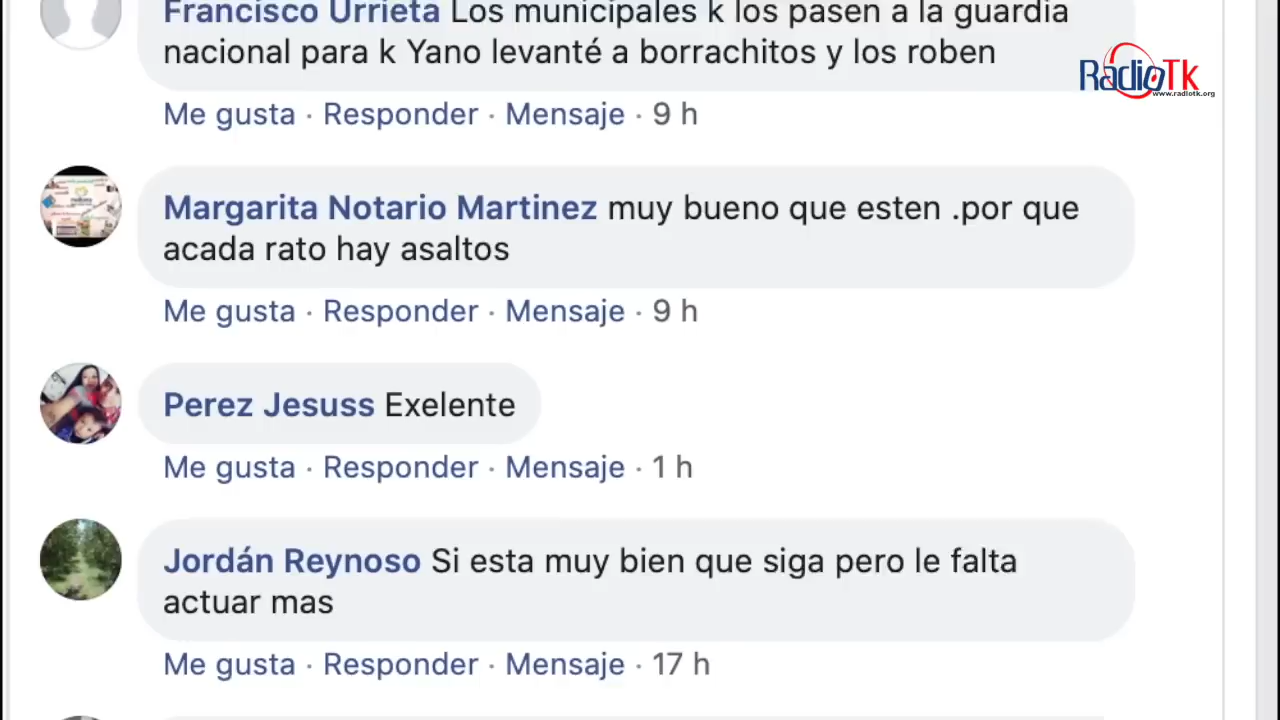 Francisco Urrieta Los municipales k los pasen a la guardia
nacional para k Yano levanté a borrachitos y los roben
RadioTk
www.radiotk.org
Me gusta · Responder · Mensaje · 9 h
Margarita Notario Martinez muy bueno que esten .por que
acada rato hay asaltos
Me gusta · Responder · Mensaje · 9 h
Perez Jesuss Exelente
Me gusta · Responder · Mensaje · 1 h
Jordán Reynoso Si esta muy bien que siga pero le falta
actuar mas
Me gusta · Responder · Mensaje · 17 h